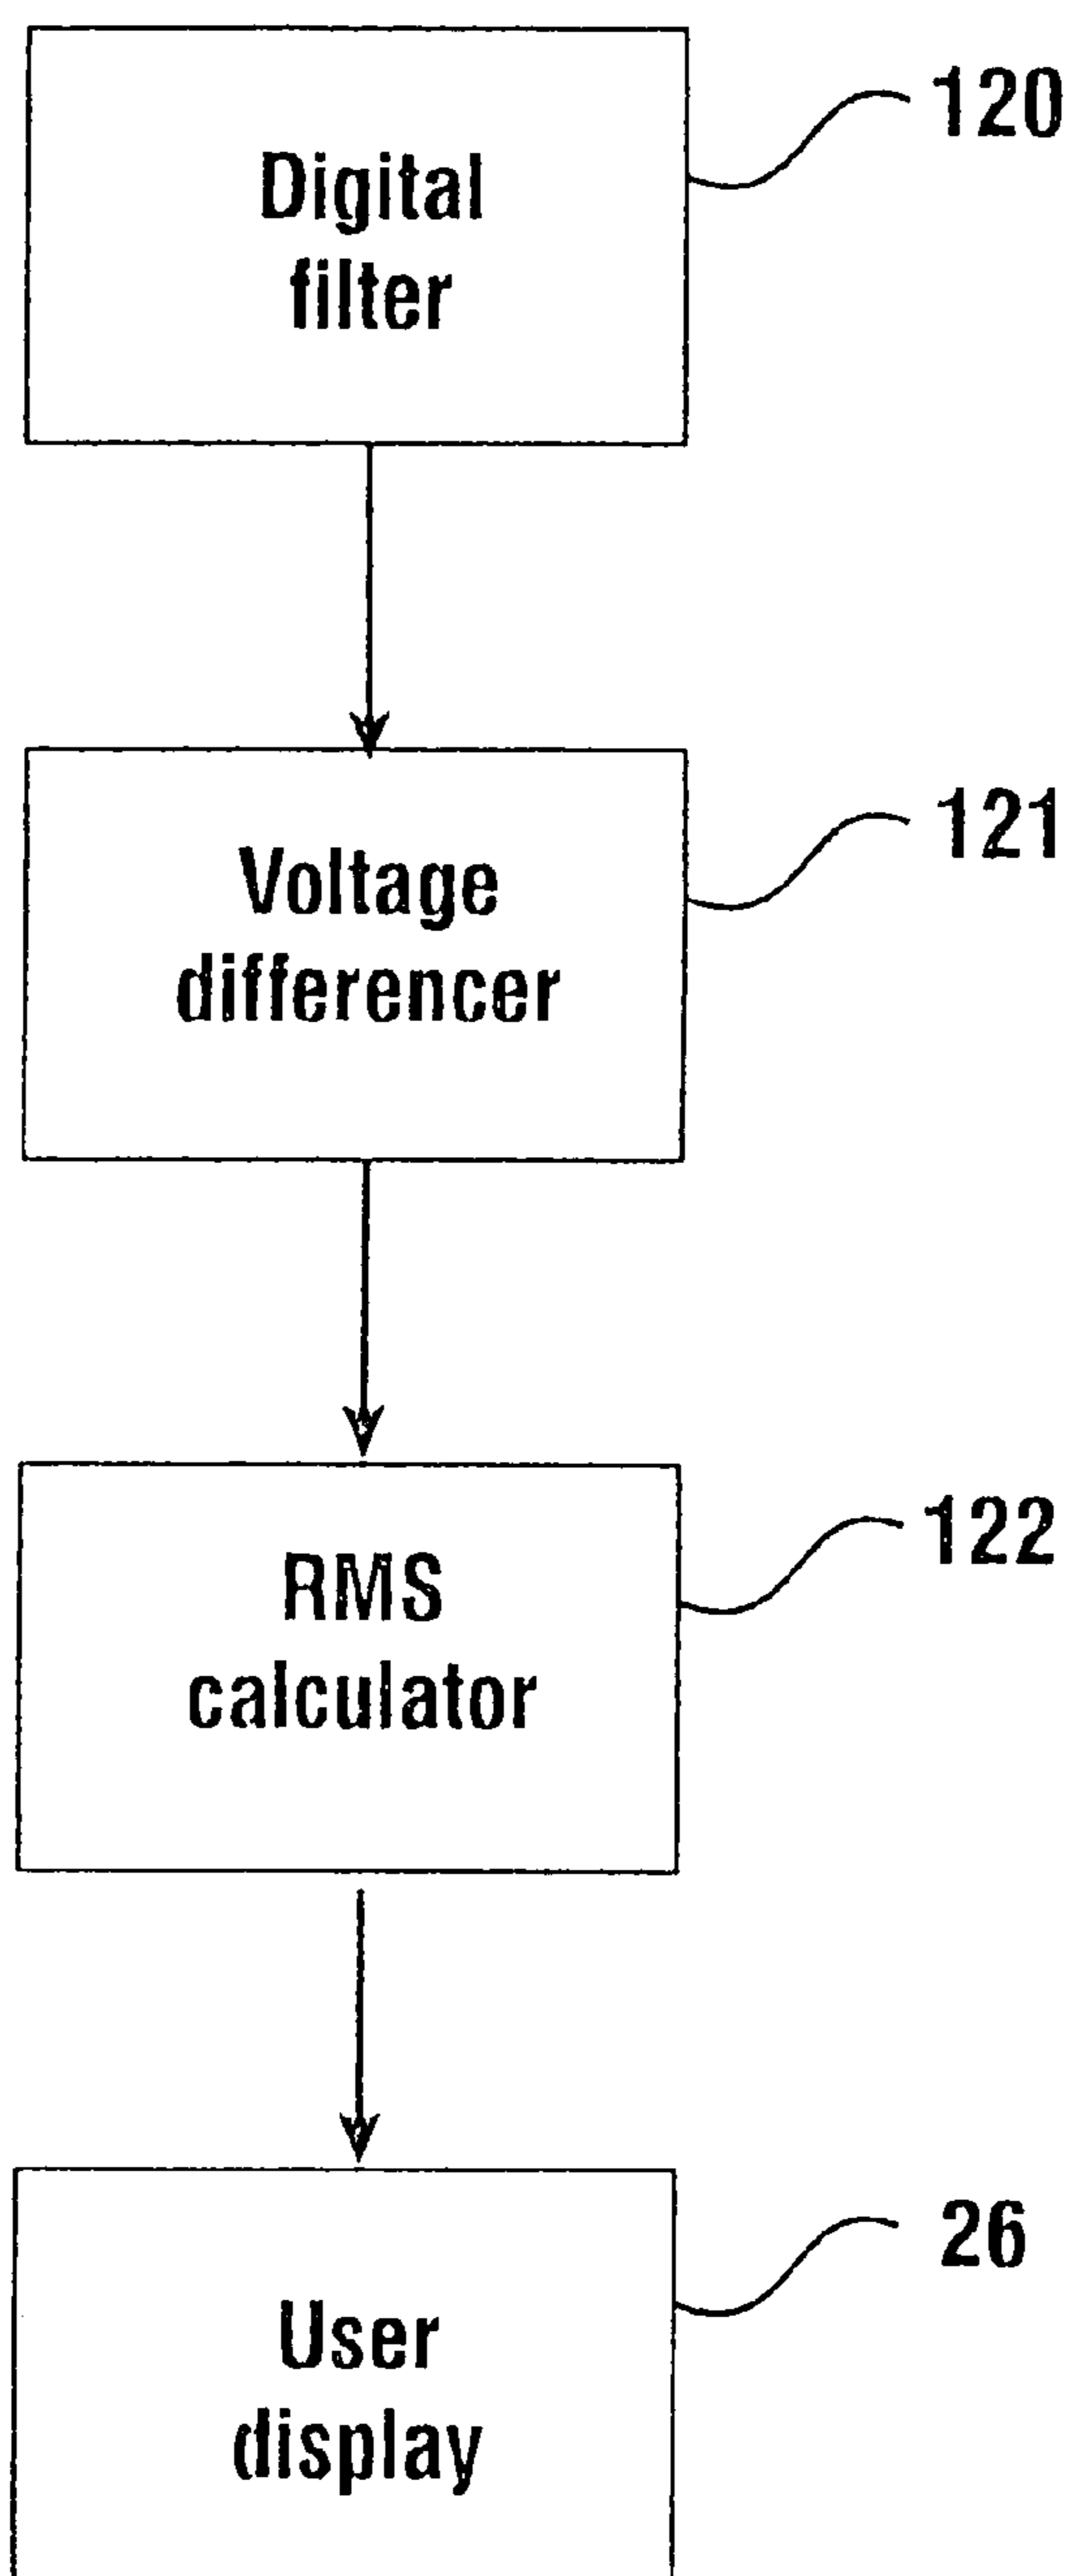 Digital
filter
120
Voltage
differencer
121
RMS
calculator
122
User
display
26